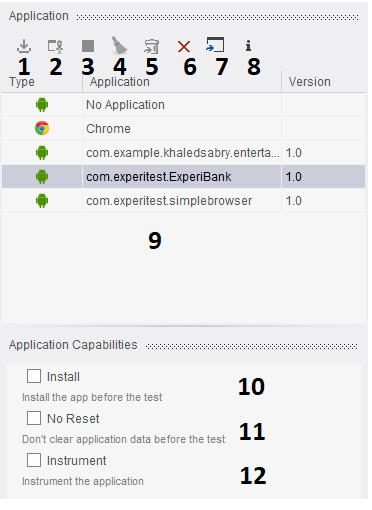 Application
1 2 3 4 5 6 7 8
Type Application Version
No Application
Chrome
com.example.khaledsabry.enterta... 1.0
com.experitest.ExperiBank 1.0
com.experitest.simplebrowser 1.0
9
Application Capabilities
Install
10
Install the app before the test
No Reset
11
Don't clear application data before the test
Instrument
12
Instrument the application